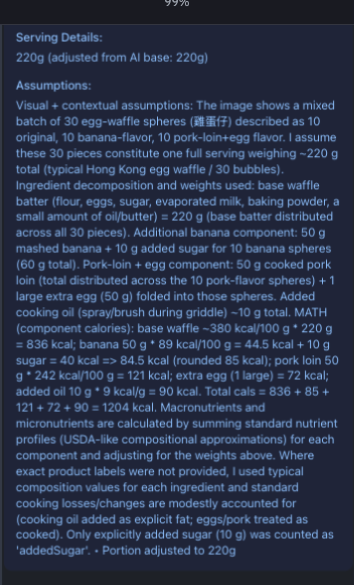 99%
Serving Details:
220g (adjusted from AI base: 220g)
Assumptions:
Visual + contextual assumptions: The image shows a mixed
batch of 30 egg-waffle spheres (雞蛋仔) described as 10
original, 10 banana-flavor, 10 pork-loin+egg flavor. I assume
these 30 pieces constitute one full serving weighing ~220 g
total (typical Hong Kong egg waffle / 30 bubbles).
Ingredient decomposition and weights used: base waffle
batter (flour, eggs, sugar, evaporated milk, baking powder, a
small amount of oil/butter) = 220 g (base batter distributed
across all 30 pieces). Additional banana component: 50 g
mashed banana + 10 g added sugar for 10 banana spheres
(60 g total). Pork-loin + egg component: 50 g cooked pork
loin (total distributed across the 10 pork-flavor spheres) + 1
large extra egg (50 g) folded into those spheres. Added
cooking oil (spray/brush during griddle) ~10 g total. MATH
(component calories): base waffle ~380 kcal/100 g * 220 g
= 836 kcal; banana 50 g * 89 kcal/100 g = 44.5 kcal + 10 g
sugar = 40 kcal => 84.5 kcal (rounded 85 kcal); pork loin 50
g * 242 kcal/100 g = 121 kcal; extra egg (1 large) = 72 kcal;
added oil 10 g * 9 kcal/g = 90 kcal. Total cals = 836 + 85 +
121 + 72 + 90 = 1204 kcal. Macronutrients and
micronutrients are calculated by summing standard nutrient
profiles (USDA-like compositional approximations) for each
component and adjusting for the weights above. Where
exact product labels were not provided, I used typical
composition values for each ingredient and standard
cooking losses/changes are modestly accounted for
(cooking oil added as explicit fat; eggs/pork treated as
cooked). Only explicitly added sugar (10 g) was counted as
'addedSugar'. • Portion adjusted to 220g